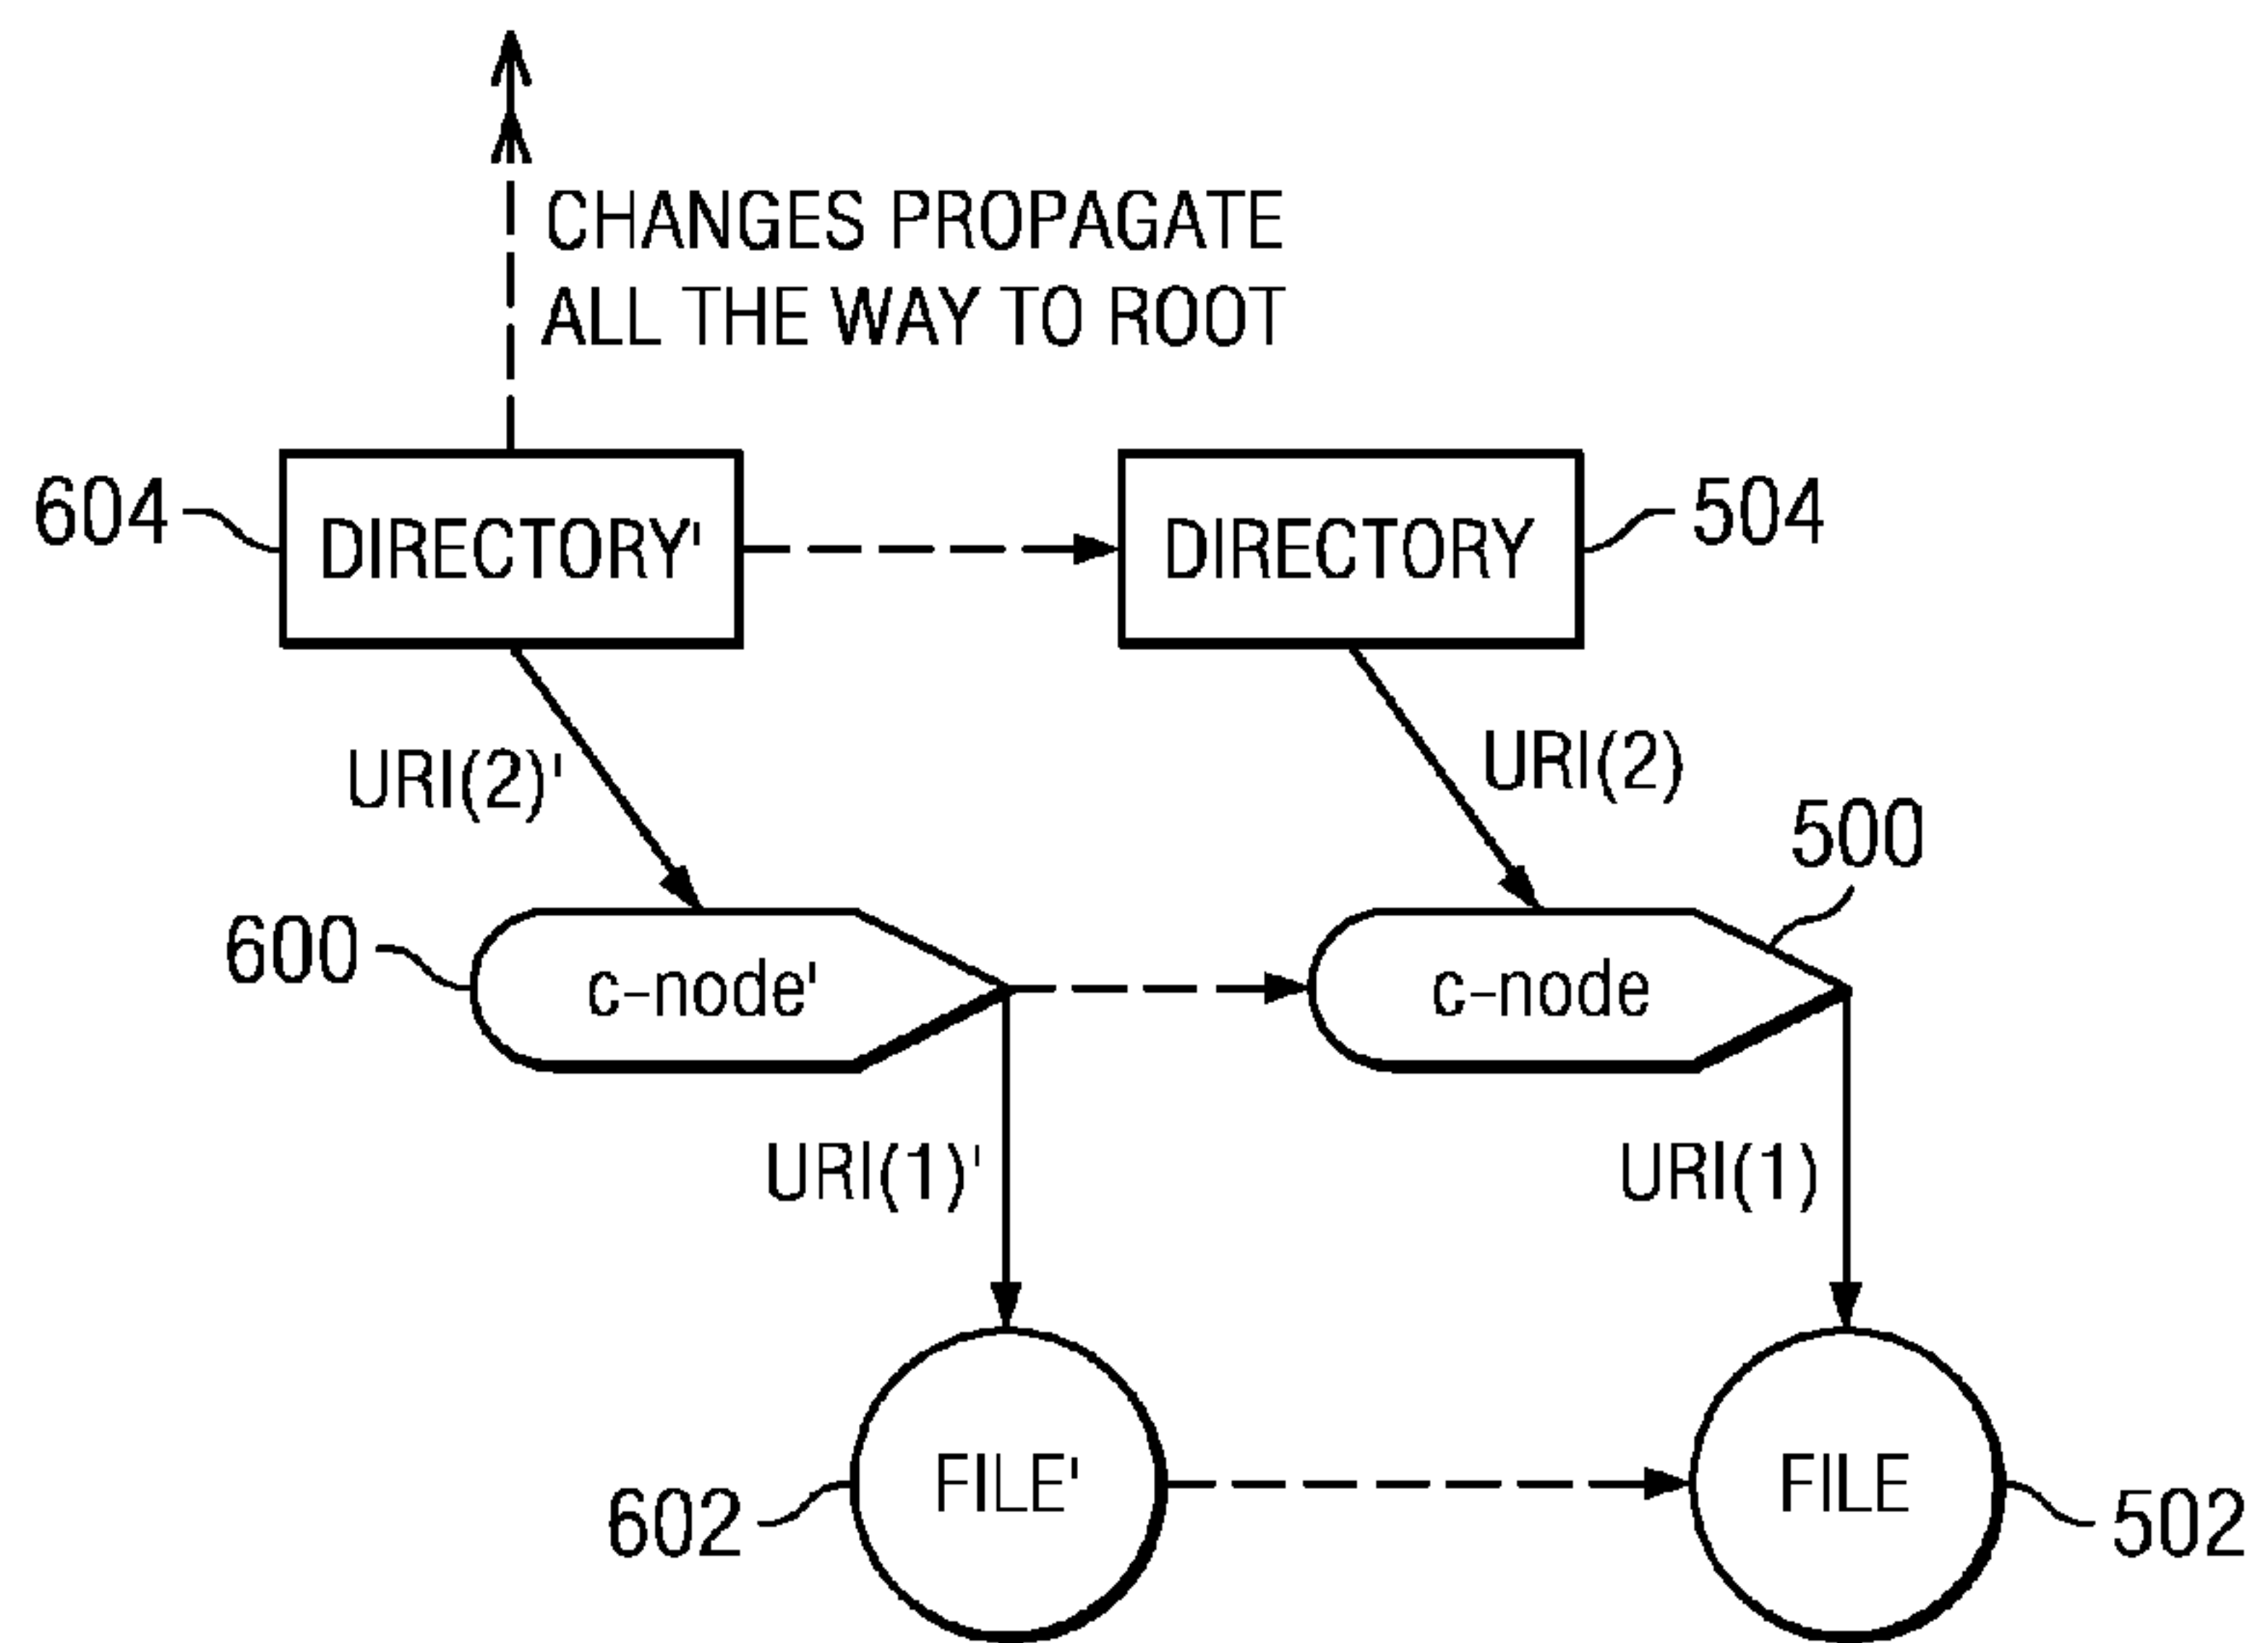 CHANGES PROPAGATE
ALL THE WAY TO ROOT
604
DIRECTORY'
DIRECTORY
504
URI(2)'
URI(2)
500
600
c-node'
c-node
URI(1)'
URI(1)
602
FILE'
FILE
502